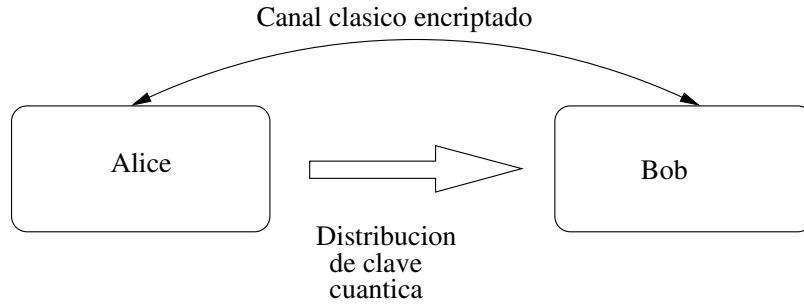 Canal clasico encriptado
Alice
Bob
Distribucion
de clave
cuantica